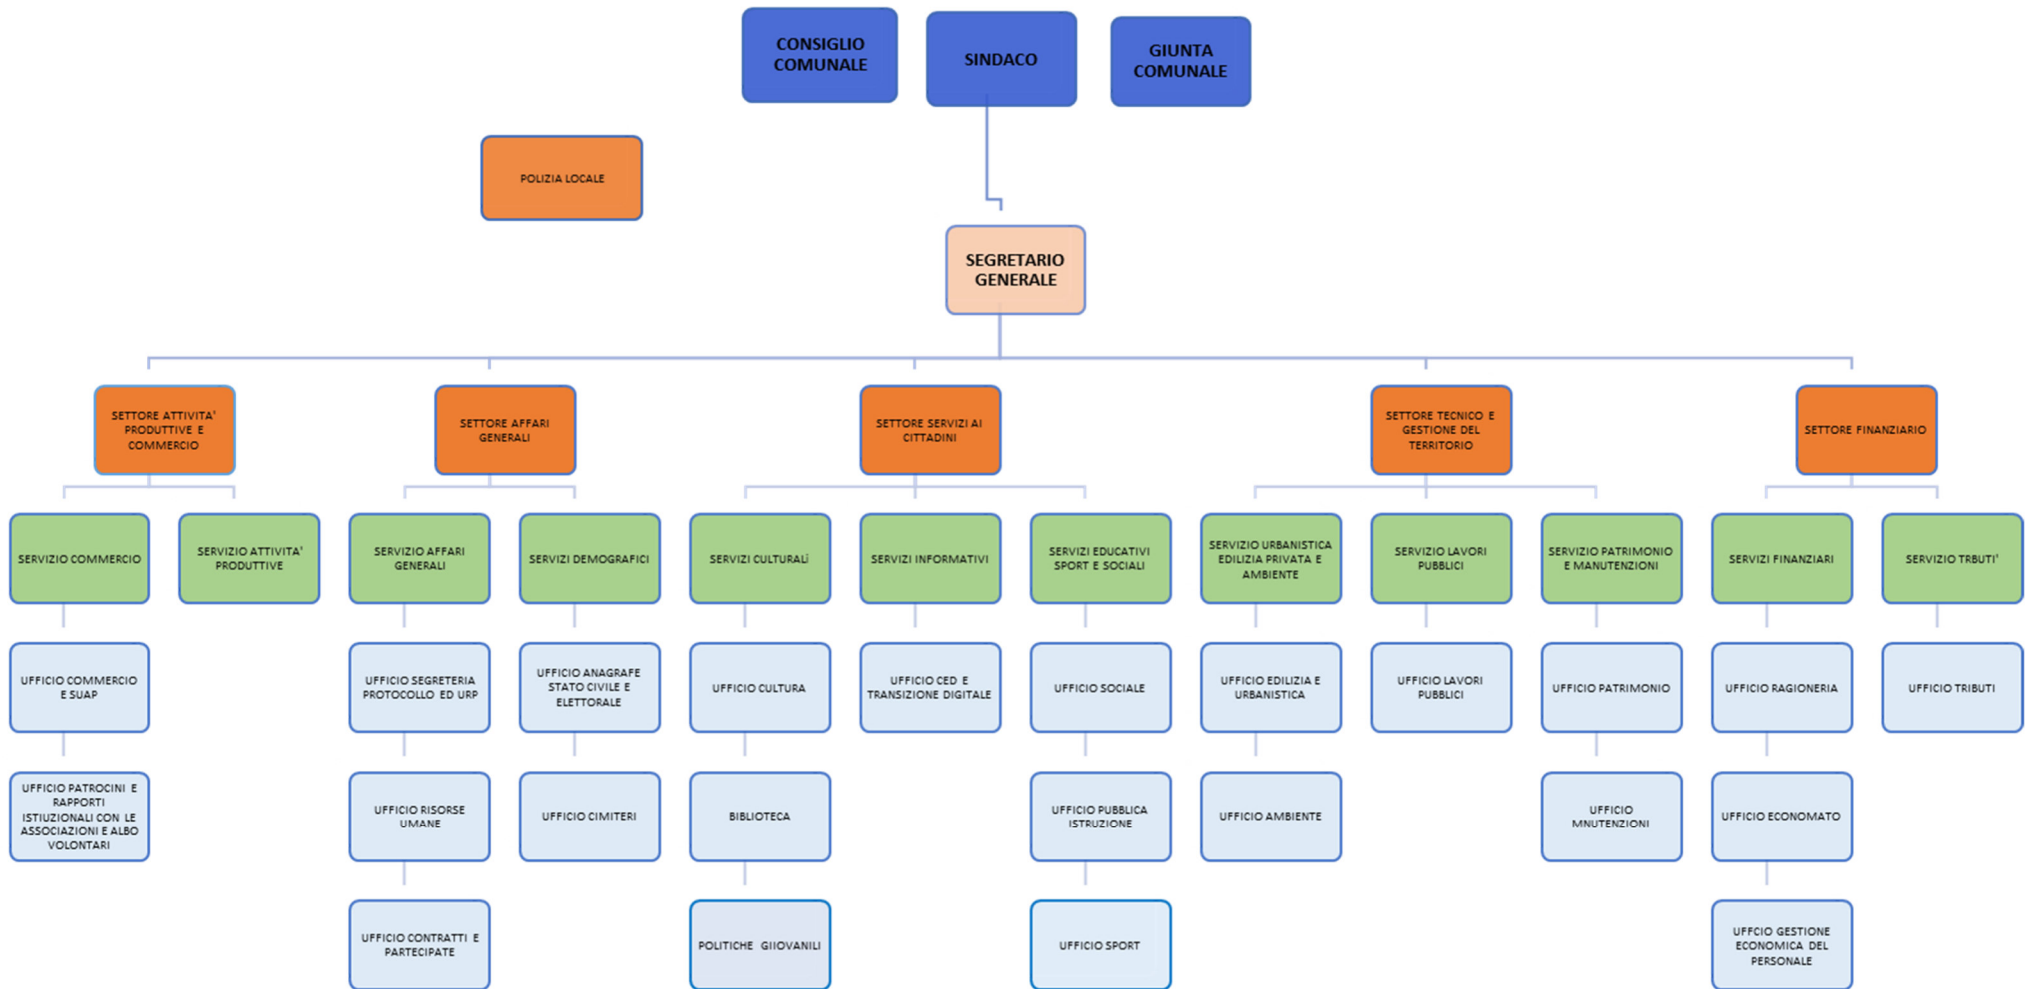 CONSIGLIO
COMUNALE
SINDACO
GIUNTA
COMUNALE
POLIZIA LOCALE
SEGRETARIO
GENERALE
SETTORE ATTIVITA'
PRODUTTIVE E
COMMERCIO
SETTORE AFFARI
GENERALI
SETTORE SERVIZI AI
CITTADINI
SETTORE TECNICO E
GESTIONE DEL
TERRITORIO
SETTORE FINANZIARIO
SERVIZIO COMMERCIO
SERVIZIO ATTIVITA'
PRODUTTIVE
SERVIZIO AFFARI
GENERALI
SERVIZI DEMOGRAFICI
SERVIZI CULTURALi
SERVIZI INFORMATIVI
SERVIZI EDUCATIVI
SPORT E SOCIALI
SERVIZIO URBANISTICA
EDILIZIA PRIVATA E
AMBIENTE
SERVIZIO LAVORI
PUBBLICI
SERVIZIO PATRIMONIO
E MANUTENZIONI
SERVIZI FINANZIARI
SERVIZIO TRBUTI'
UFFICIO COMMERCIO
E SUAP
UFFICIO SEGRETERIA
PROTOCOLLO ED URP
UFFICIO ANAGRAFE
STATO CIVILE E
ELETTORALE
UFFICIO CULTURA
UFFICIO CED E
TRANSIZIONE DIGITALE
UFFICIO SOCIALE
UFFICIO EDILIZIA E
URBANISTICA
UFFICIO LAVORI
PUBBLICI
UFFICIO PATRIMONIO
UFFICIO RAGIONERIA
UFFICIO TRIBUTI
UFFICIO PATROCINI E
RAPPORTI
ISTIUZIONALI CON LE
ASSOCIAZIONI E ALBO
VOLONTARI
UFFICIO RISORSE
UMANE
UFFICIO CIMITERI
BIBLIOTECA
UFFICIO PUBBLICA
ISTRUZIONE
UFFICIO AMBIENTE
UFFICIO
MNUTENZIONI
UFFICIO ECONOMATO
UFFICIO CONTRATTI E
PARTECIPATE
POLITICHE GIIOVANILI
UFFICIO SPORT
UFFCIO GESTIONE
ECONOMICA DEL
PERSONALE